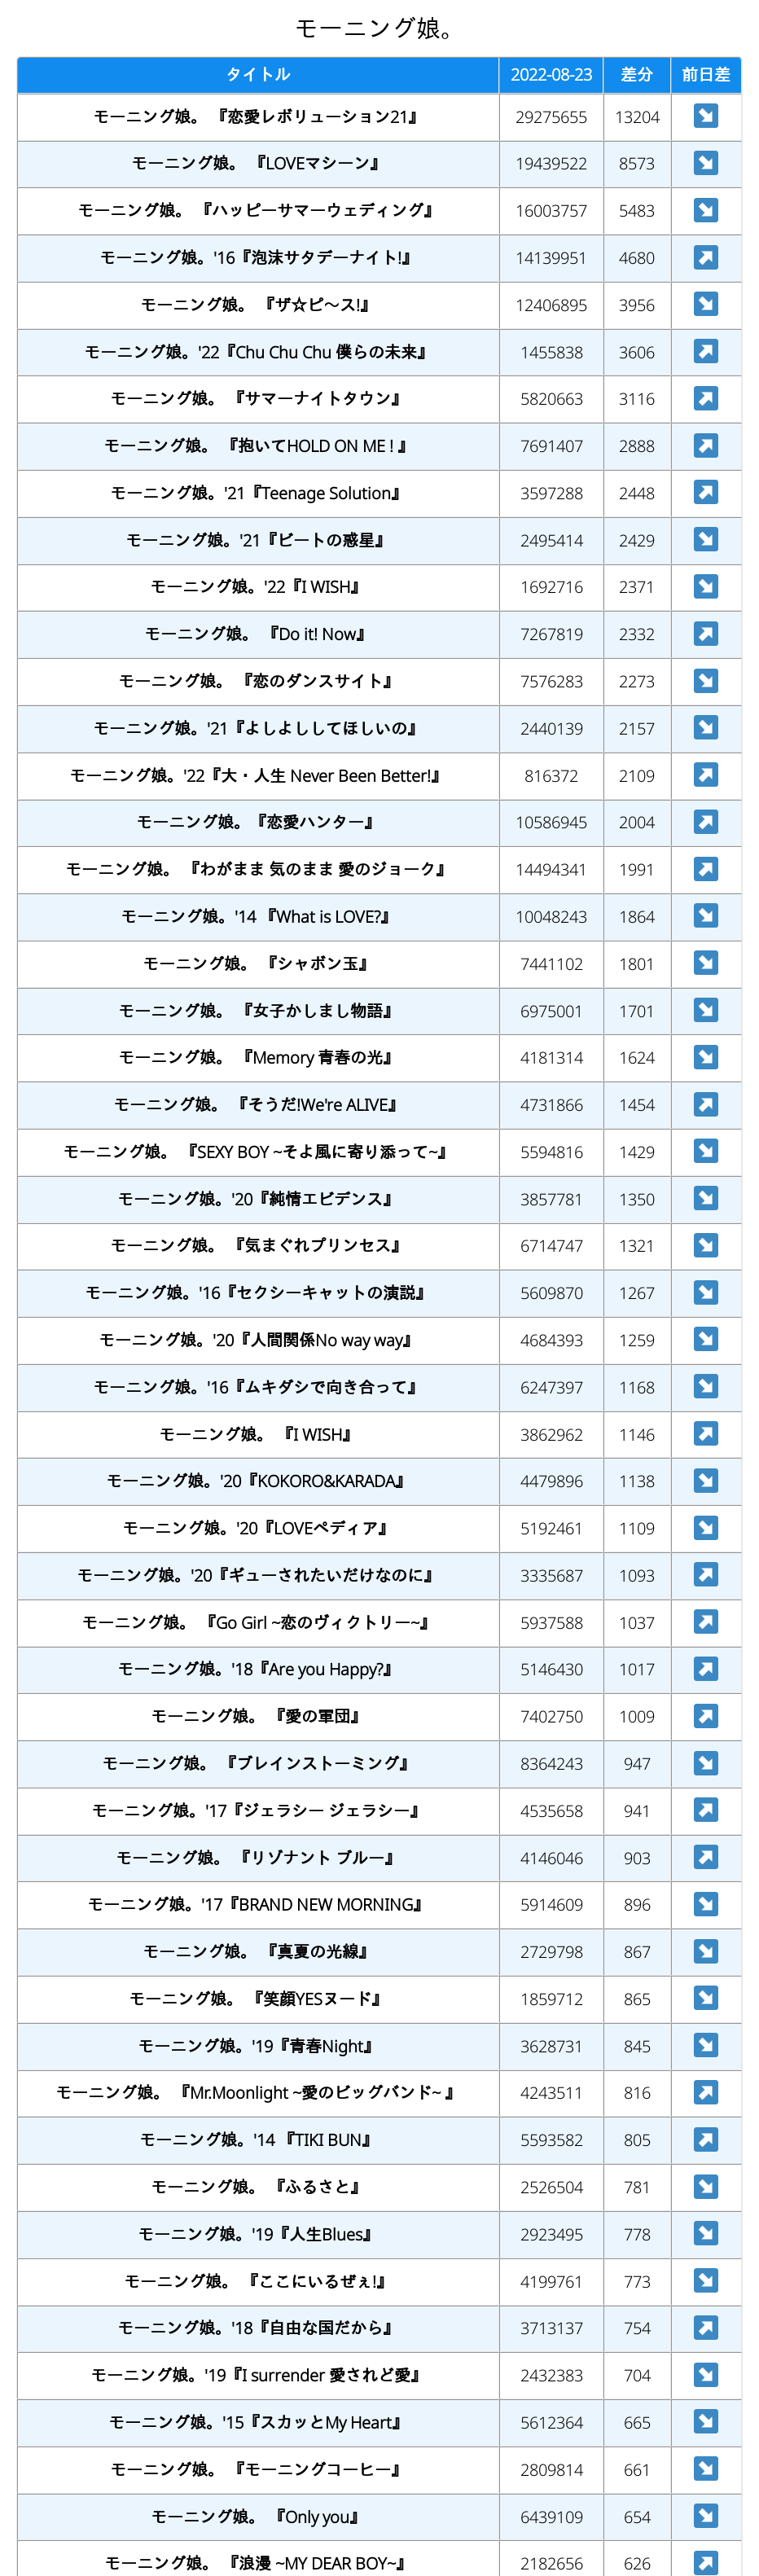 モーニング娘。
タイトル 2022-08-23 差分 前日差
モーニング娘。 『恋愛レボリューション21』 29275655 13204 ↘
モーニング娘。 『LOVEマシーン』 19439522 8573 ↘
モーニング娘。 『ハッピーサマーウェディング』 16003757 5483 ↘
モーニング娘。'16『泡沫サタデーナイト!』 14139951 4680 ↗
モーニング娘。 『ザ☆ピ〜ス!』 12406895 3956 ↘
モーニング娘。'22『Chu Chu Chu 僕らの未来』 1455838 3606 ↗
モーニング娘。 『サマーナイトタウン』 5820663 3116 ↗
モーニング娘。 『抱いてHOLD ON ME ! 』 7691407 2888 ↗
モーニング娘。'21『Teenage Solution』 3597288 2448 ↗
モーニング娘。'21『ビートの惑星』 2495414 2429 ↘
モーニング娘。'22『I WISH』 1692716 2371 ↘
モーニング娘。 『Do it! Now』 7267819 2332 ↗
モーニング娘。 『恋のダンスサイト』 7576283 2273 ↘
モーニング娘。'21『よしよししてほしいの』 2440139 2157 ↘
モーニング娘。'22『大・人生 Never Been Better!』 816372 2109 ↗
モーニング娘。『恋愛ハンター』 10586945 2004 ↗
モーニング娘。 『わがまま 気のまま 愛のジョーク』 14494341 1991 ↗
モーニング娘。'14 『What is LOVE?』 10048243 1864 ↘
モーニング娘。 『シャボン玉』 7441102 1801 ↘
モーニング娘。 『女子かしまし物語』 6975001 1701 ↘
モーニング娘。 『Memory 青春の光』 4181314 1624 ↘
モーニング娘。 『そうだ!We're ALIVE』 4731866 1454 ↗
モーニング娘。 『SEXY BOY ~そよ風に寄り添って~』 5594816 1429 ↘
モーニング娘。'20『純情エビデンス』 3857781 1350 ↘
モーニング娘。 『気まぐれプリンセス』 6714747 1321 ↘
モーニング娘。'16『セクシーキャットの演説』 5609870 1267 ↘
モーニング娘。'20『人間関係No way way』 4684393 1259 ↘
モーニング娘。'16『ムキダシで向き合って』 6247397 1168 ↘
モーニング娘。 『I WISH』 3862962 1146 ↗
モーニング娘。'20『KOKORO&KARADA』 4479896 1138 ↘
モーニング娘。'20『LOVEペディア』 5192461 1109 ↘
モーニング娘。'20『ギューされたいだけなのに』 3335687 1093 ↗
モーニング娘。 『Go Girl ~恋のヴィクトリー~』 5937588 1037 ↗
モーニング娘。'18『Are you Happy?』 5146430 1017 ↗
モーニング娘。 『愛の軍団』 7402750 1009 ↗
モーニング娘。 『ブレインストーミング』 8364243 947 ↘
モーニング娘。'17『ジェラシー ジェラシー』 4535658 941 ↗
モーニング娘。 『リゾナント ブルー』 4146046 903 ↗
モーニング娘。'17『BRAND NEW MORNING』 5914609 896 ↘
モーニング娘。 『真夏の光線』 2729798 867 ↘
モーニング娘。 『笑顔YESヌード』 1859712 865 ↘
モーニング娘。'19『青春Night』 3628731 845 ↘
モーニング娘。 『Mr.Moonlight ~愛のビッグバンド~ 』 4243511 816 ↗
モーニング娘。'14 『TIKI BUN』 5593582 805 ↗
モーニング娘。 『ふるさと』 2526504 781 ↘
モーニング娘。'19『人生Blues』 2923495 778 ↘
モーニング娘。 『ここにいるぜぇ!』 4199761 773 ↘
モーニング娘。'18『自由な国だから』 3713137 754 ↗
モーニング娘。'19『I surrender 愛されど愛』 2432383 704 ↘
モーニング娘。'15『スカッとMy Heart』 5612364 665 ↘
モーニング娘。 『モーニングコーヒー』 2809814 661 ↘
モーニング娘。 『Only you』 6439109 654 ↘
モーニング娘。 『浪漫 ~MY DEAR BOY~』 2182656 626 ↗